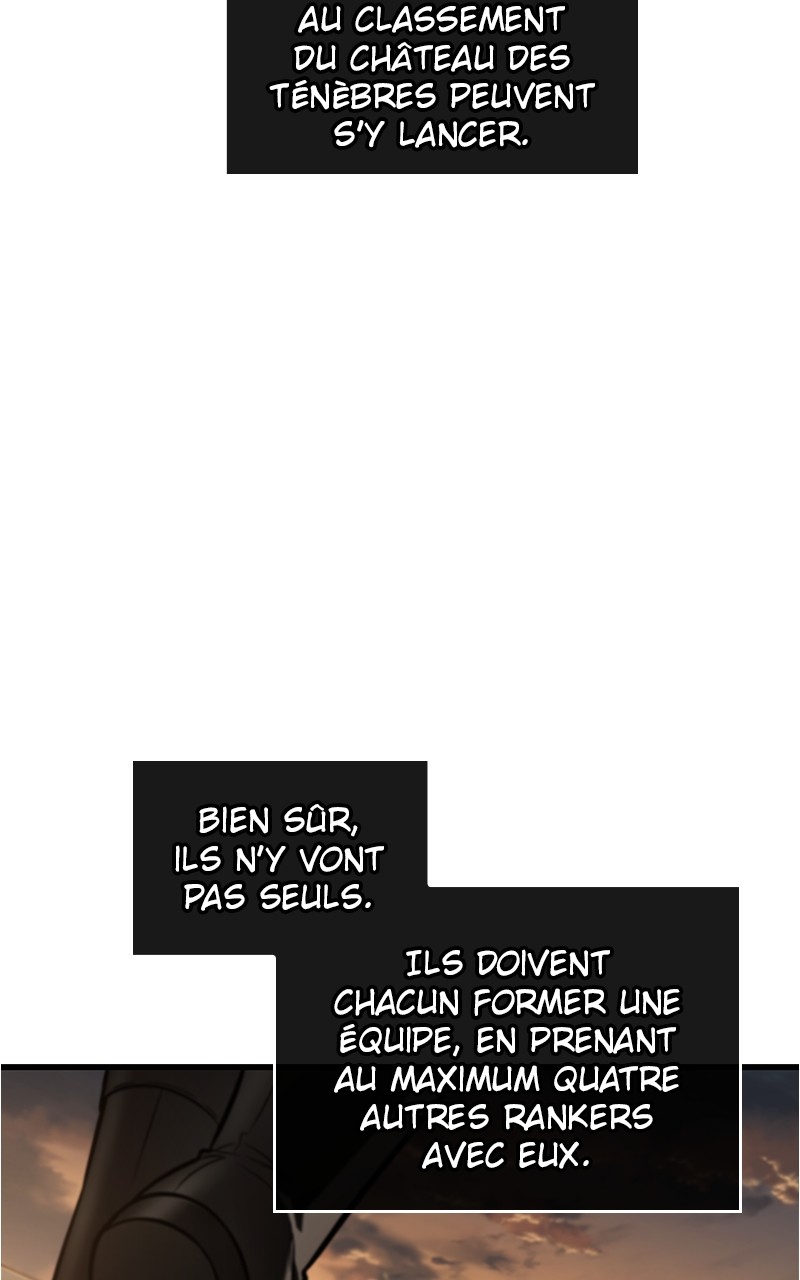 AU CLASSEMENT
DU CHÂTEAU DES
TÉNÈBRES PEUVENT
S'Y LANCER.
BIEN SÛR,
ILS N'Y VONT
PAS SEULS.
ILS DOIVENT
CHACUN FORMER UNE
ÉQUIPE, EN PRENANT
AU MAXIMUM QUATRE
AUTRES RANKERS
AVEC EUX.